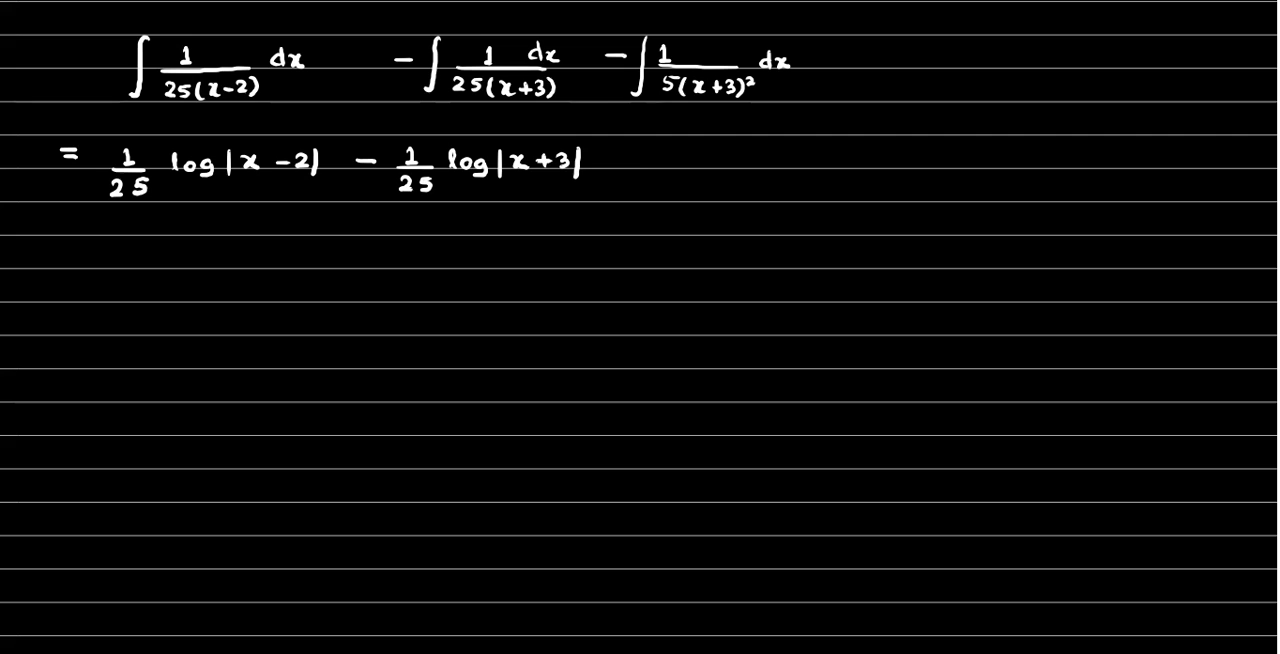 ∫ 1/25(x-2) dx - ∫ 1/25(x+3) dx - ∫ 1/5(x+3)² dx
= 1/25 log|x-2| - 1/25 log|x+3|